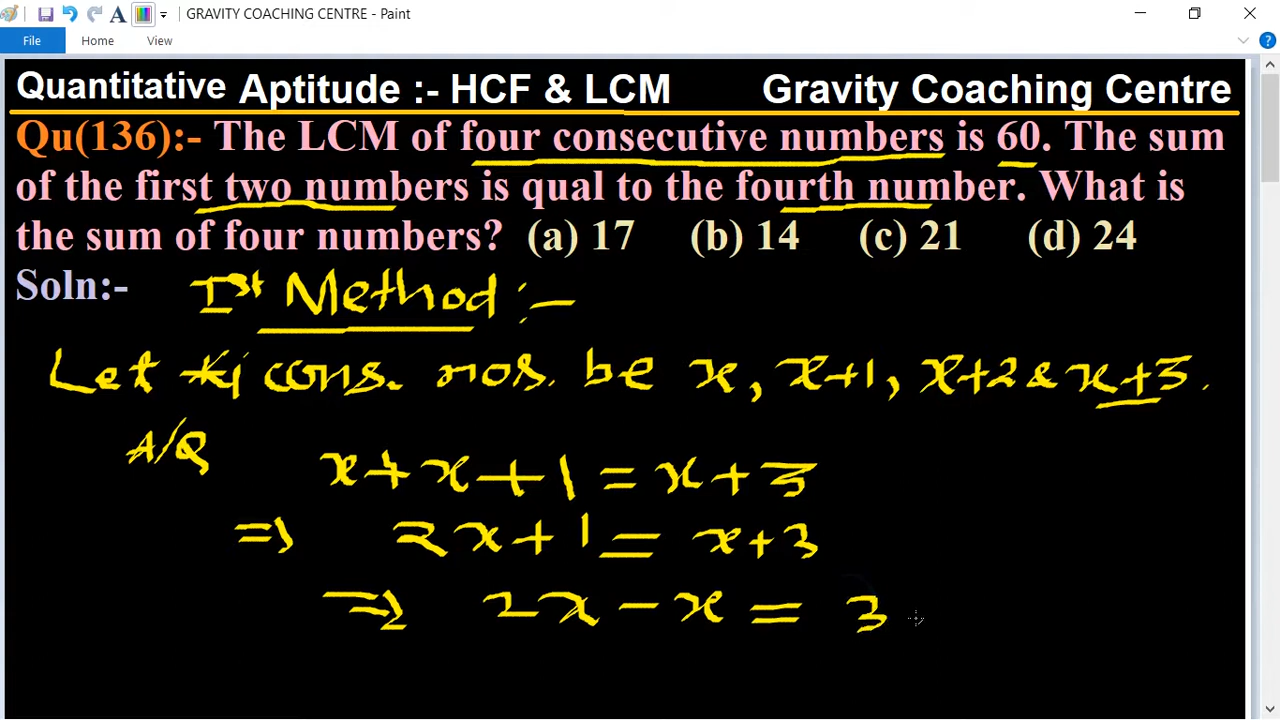 GRAVITY COACHING CENTRE - Paint
File Home View
Quantitative Aptitude :- HCF & LCM Gravity Coaching Centre
Qu(136):- The LCM of four consecutive numbers is 60. The sum
of the first two numbers is qual to the fourth number. What is
the sum of four numbers? (a) 17 (b) 14 (c) 21 (d) 24
Soln:- Ist Method :-
Let cons. nos. be x, x+1, x+2 & x+3.
A/Q x+x+1=x+3
⇒ 2x+1=x+3
⇒ 2x-x=3